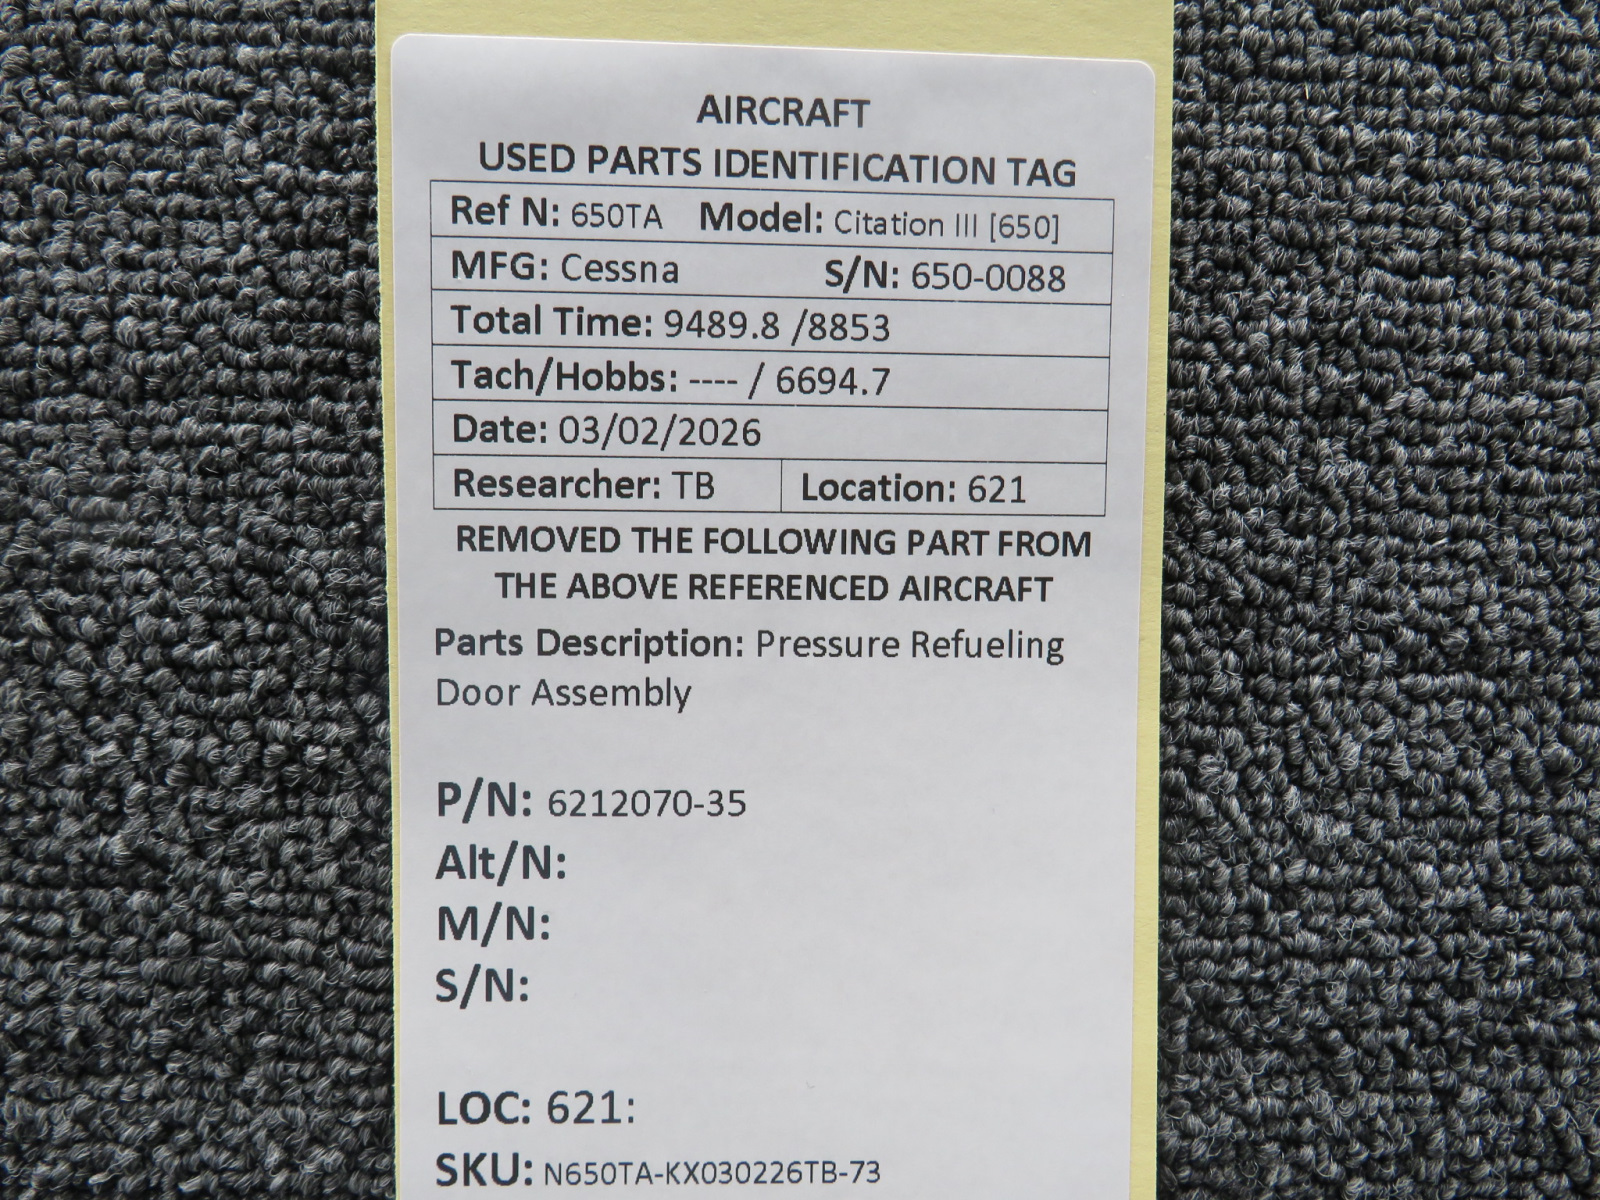 AIRCRAFT
USED PARTS IDENTIFICATION TAG
Ref N: 650TA Model: Citation III [650]
MFG: Cessna S/N: 650-0088
Total Time: 9489.8 /8853
Tach/Hobbs: ---- / 6694.7
Date: 03/02/2026
Researcher: TB Location: 621
REMOVED THE FOLLOWING PART FROM
THE ABOVE REFERENCED AIRCRAFT
Parts Description: Pressure Refueling
Door Assembly
P/N: 6212070-35
Alt/N:
M/N:
S/N:
LOC: 621:
SKU: N650TA-KX030226TB-73